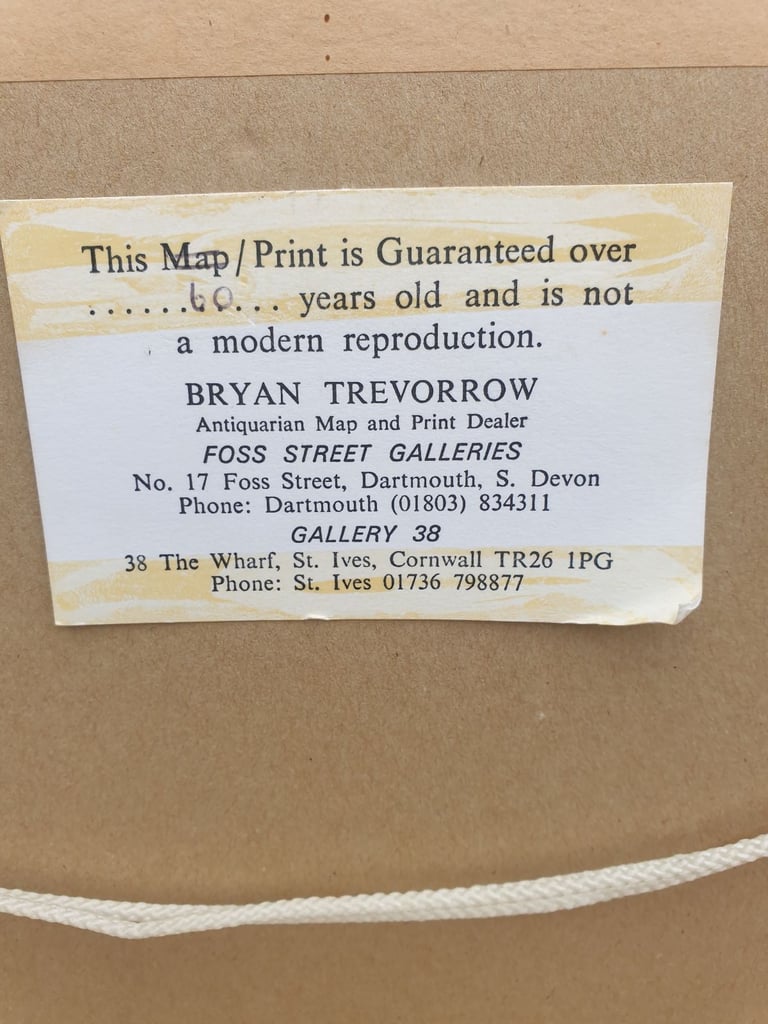 This Map/Print is Guaranteed over
......60... years old and is not
a modern reproduction.
BRYAN TREVORROW
Antiquarian Map and Print Dealer
FOSS STREET GALLERIES
No. 17 Foss Street, Dartmouth, S. Devon
Phone: Dartmouth (01803) 834311
GALLERY 38
38 The Wharf, St. Ives, Cornwall TR26 1PG
Phone: St. Ives 01736 798877